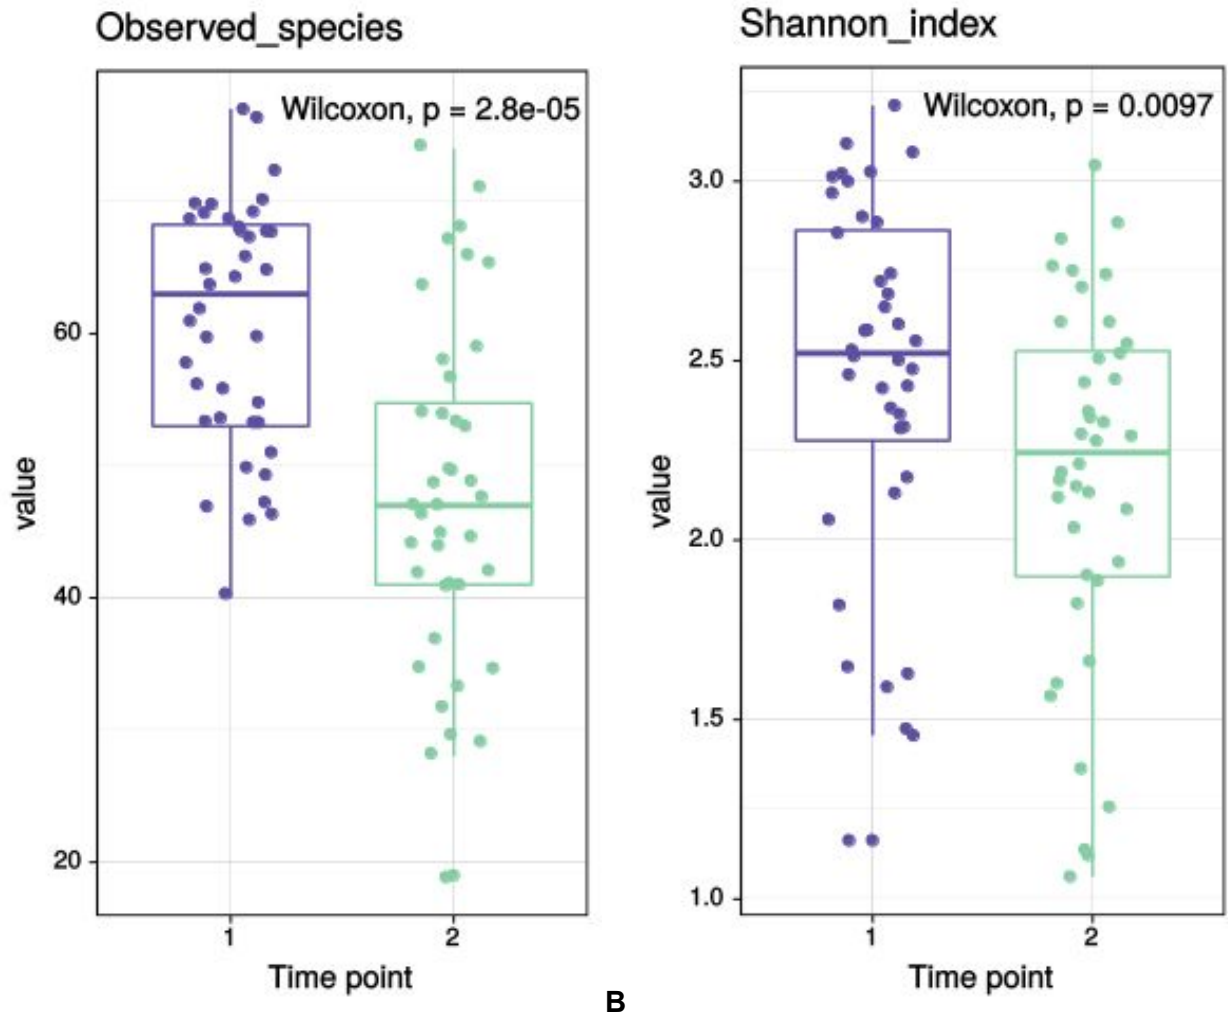 Observed_species
Wilcoxon, p = 2.8e-05
60
40
20
value
1 2
Time point
Shannon_index
Wilcoxon, p = 0.0097
3.0
2.5
2.0
1.5
1.0
value
1 2
Time point
B